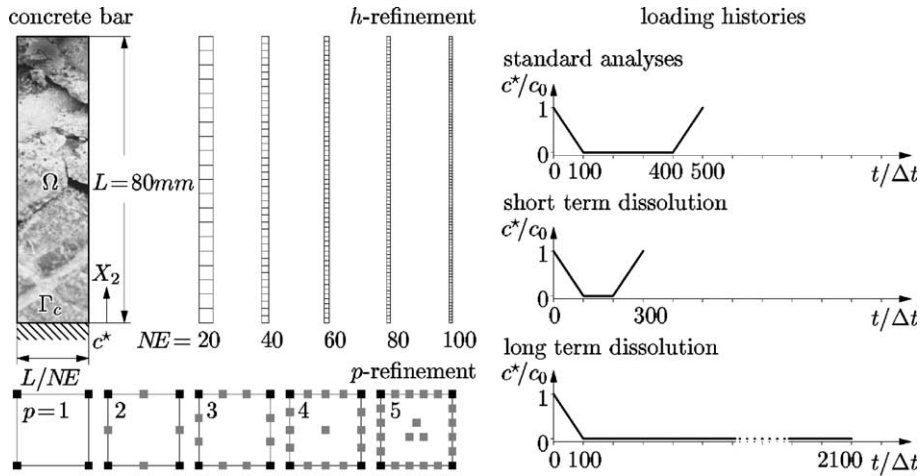 concrete bar
h-refinement
L=80mm
Ω
X₂
Γc
c⋆
NE=20 40 60 80 100
L/NE
p-refinement
p=1 2 3 4 5
loading histories
standard analyses
c⋆/c₀
1
0
0 100 400 500 t/Δt
short term dissolution
c⋆/c₀
1
0
0 300 t/Δt
long term dissolution
c⋆/c₀
1
0
0 100 2100 t/Δt